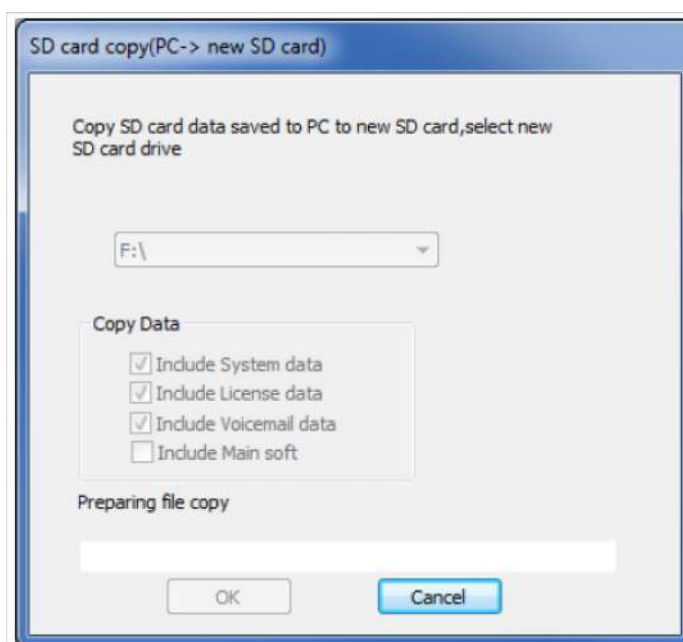 SD card copy(PC-> new SD card)
Copy SD card data saved to PC to new SD card,select new
SD card drive
F:\
Copy Data
Include System data
Include License data
Include Voicemail data
Include Main soft
Preparing file copy
OK
Cancel